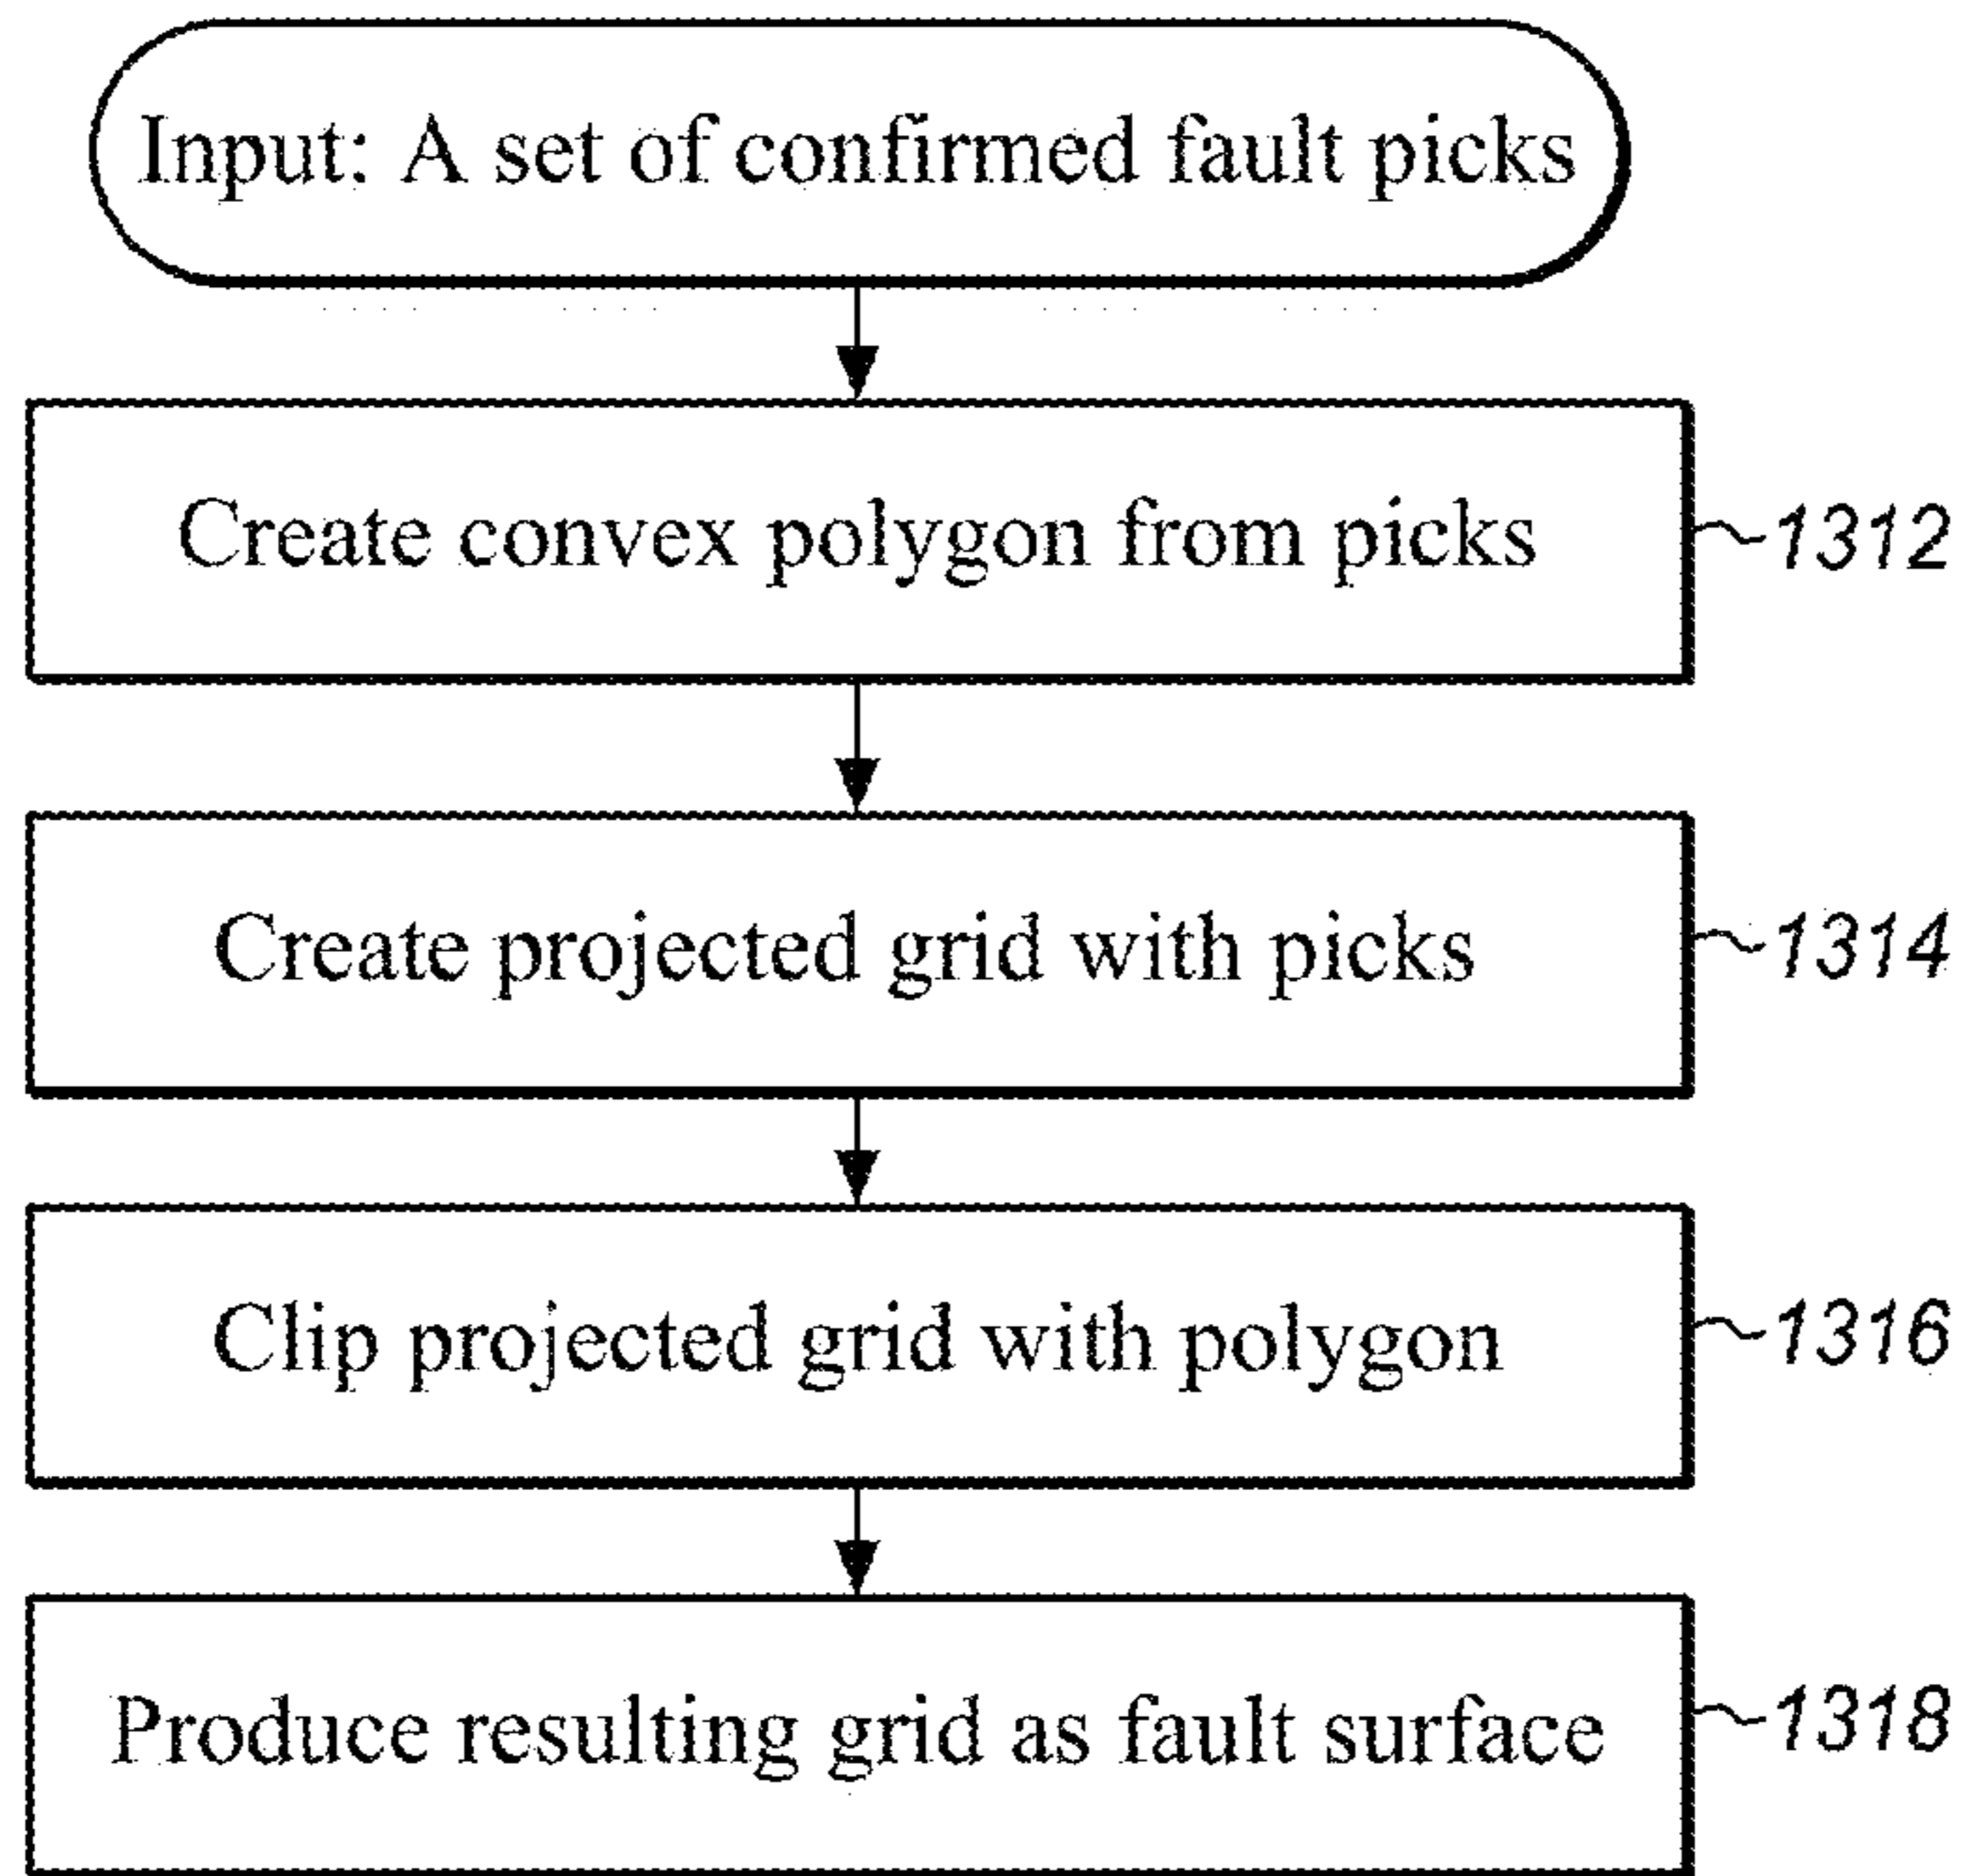 Input: A set of confirmed fault picks
Create convex polygon from picks
1312
Create projected grid with picks
1314
Clip projected grid with polygon
1316
Produce resulting grid as fault surface
1318